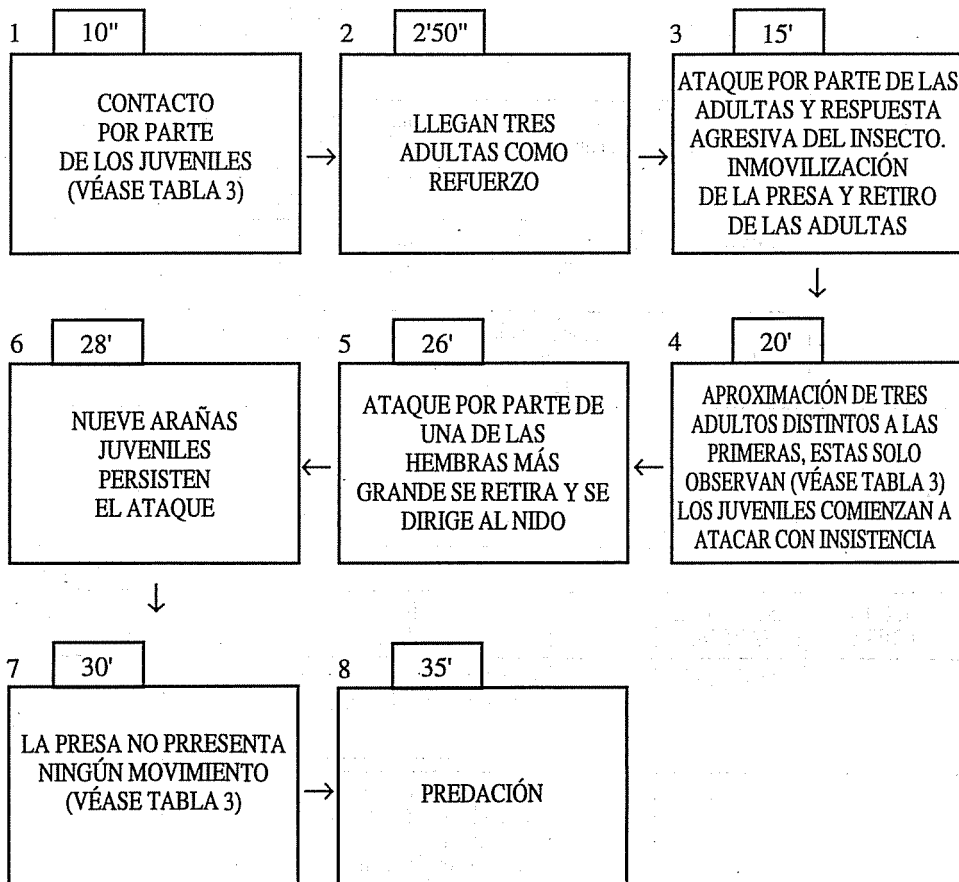 1
10"
CONTACTO
POR PARTE
DE LOS JUVENILES
(VÉASE TABLA 3)
→
2
2'50"
LLEGAN TRES
ADULTAS COMO
REFUERZO
→
3
15'
ATAQUE POR PARTE DE LAS
ADULTAS Y RESPUESTA
AGRESIVA DEL INSECTO.
INMOVILIZACIÓN
DE LA PRESA Y RETIRO
DE LAS ADULTAS
↓
4
20'
APROXIMACIÓN DE TRES
ADULTOS DISTINTOS A LAS
PRIMERAS, ESTAS SOLO
OBSERVAN (VÉASE TABLA 3)
LOS JUVENILES COMIENZAN A
ATACAR CON INSISTENCIA
←
5
26'
ATAQUE POR PARTE DE
UNA DE LAS
HEMBRAS MÁS
GRANDE SE RETIRA Y SE
DIRIGE AL NIDO
←
6
28'
NUEVE ARAÑAS
JUVENILES
PERSISTEN
EL ATAQUE
↓
7
30'
LA PRESA NO PRRESENTA
NINGÚN MOVIMIENTO
(VÉASE TABLA 3)
→
8
35'
PREDACIÓN